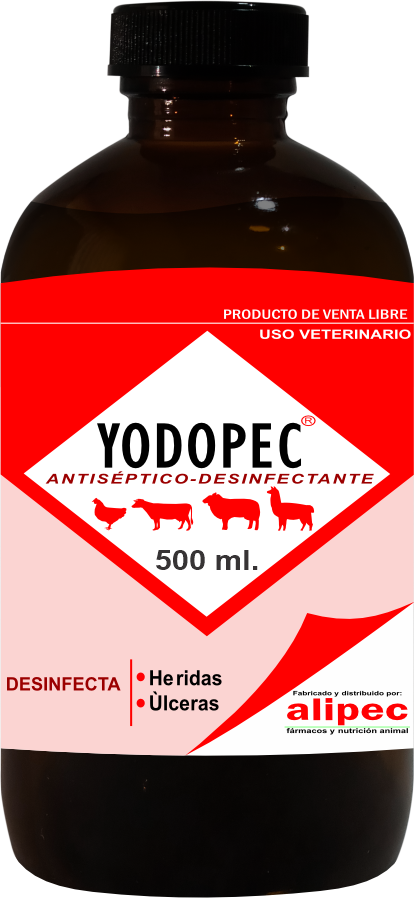 PRODUCTO DE VENTA LIBRE
USO VETERINARIO
YODOPEC®
ANTISÉPTICO-DESINFECTANTE
500 ml.
DESINFECTA
• Heridas
• Ùlceras
Fabricado y distribuido por:
alipec
fármacos y nutrición animal